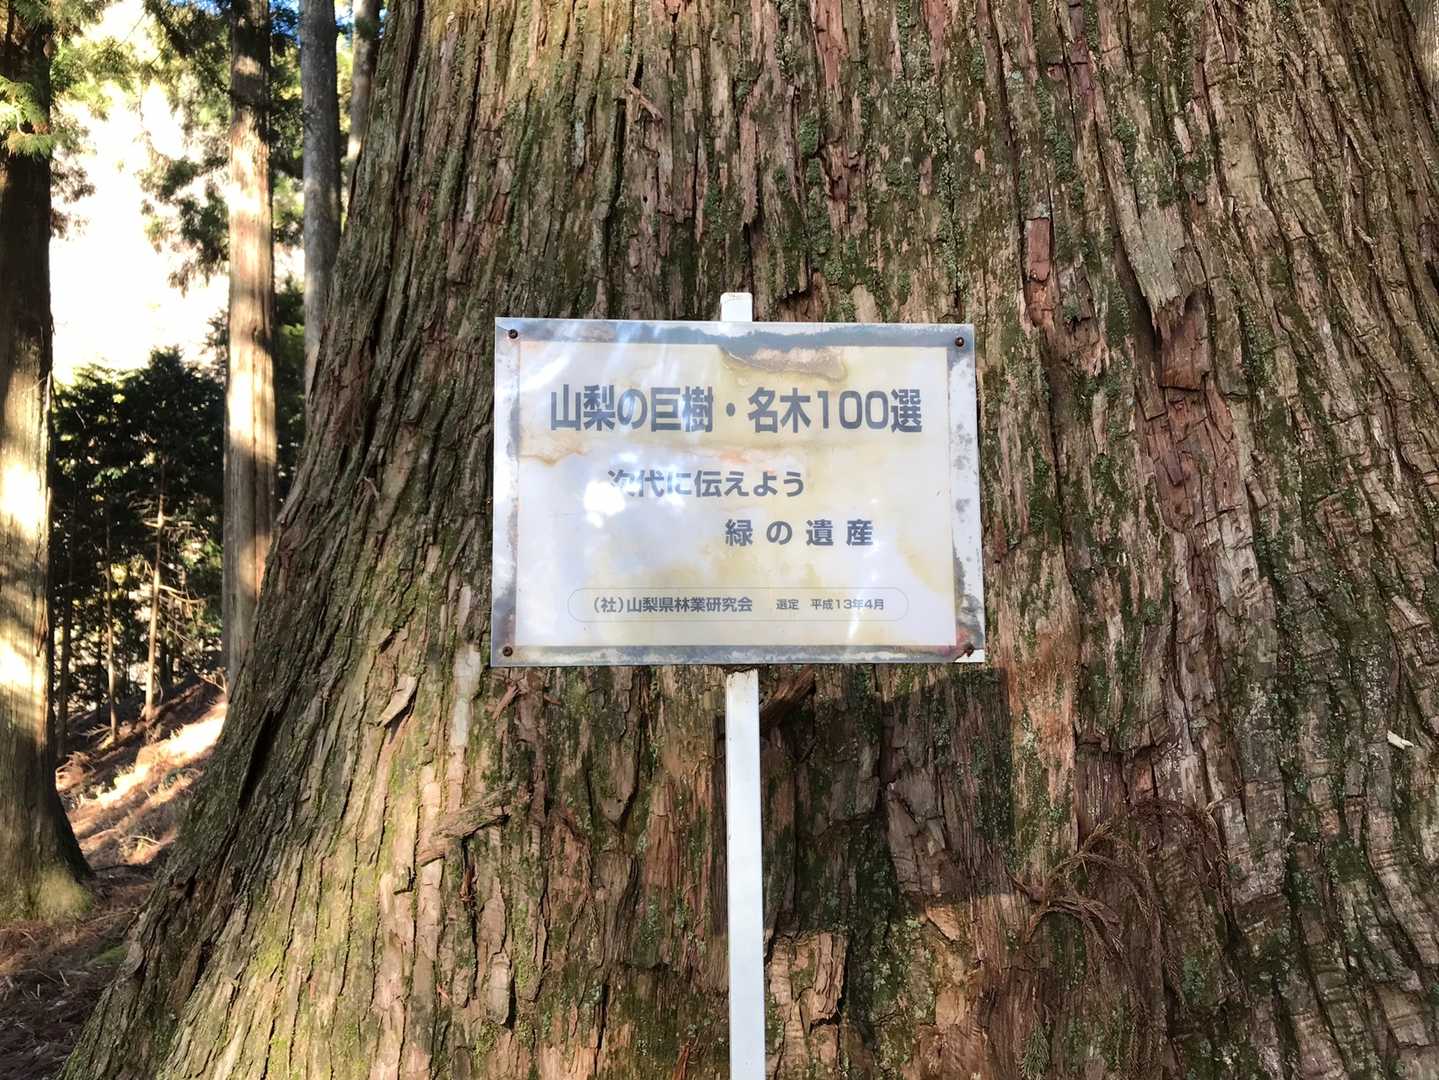 山梨の巨樹・名木100選
次代に伝えよう
緑の遺産
（社）山梨県林業研究会 選定 平成13年4月